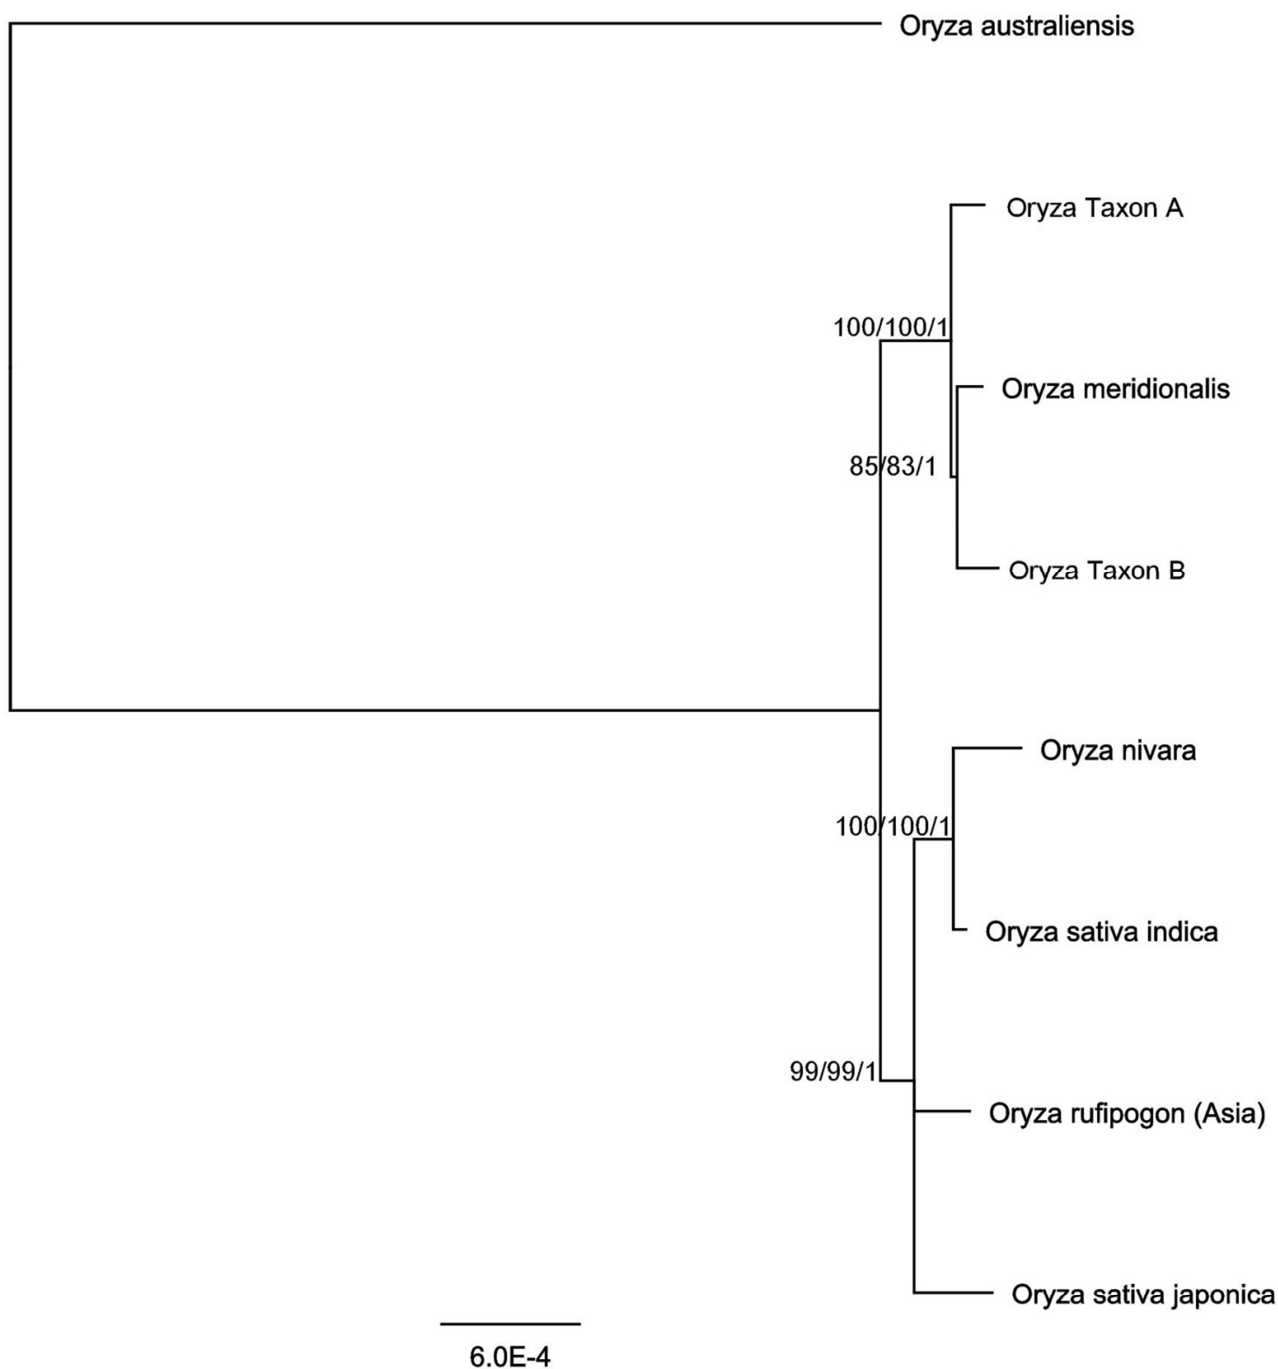 Oryza australiensis
Oryza Taxon A
100/100/1
Oryza meridionalis
85/83/1
Oryza Taxon B
Oryza nivara
100/100/1
Oryza sativa indica
99/99/1
Oryza rufipogon (Asia)
Oryza sativa japonica
6.0E-4